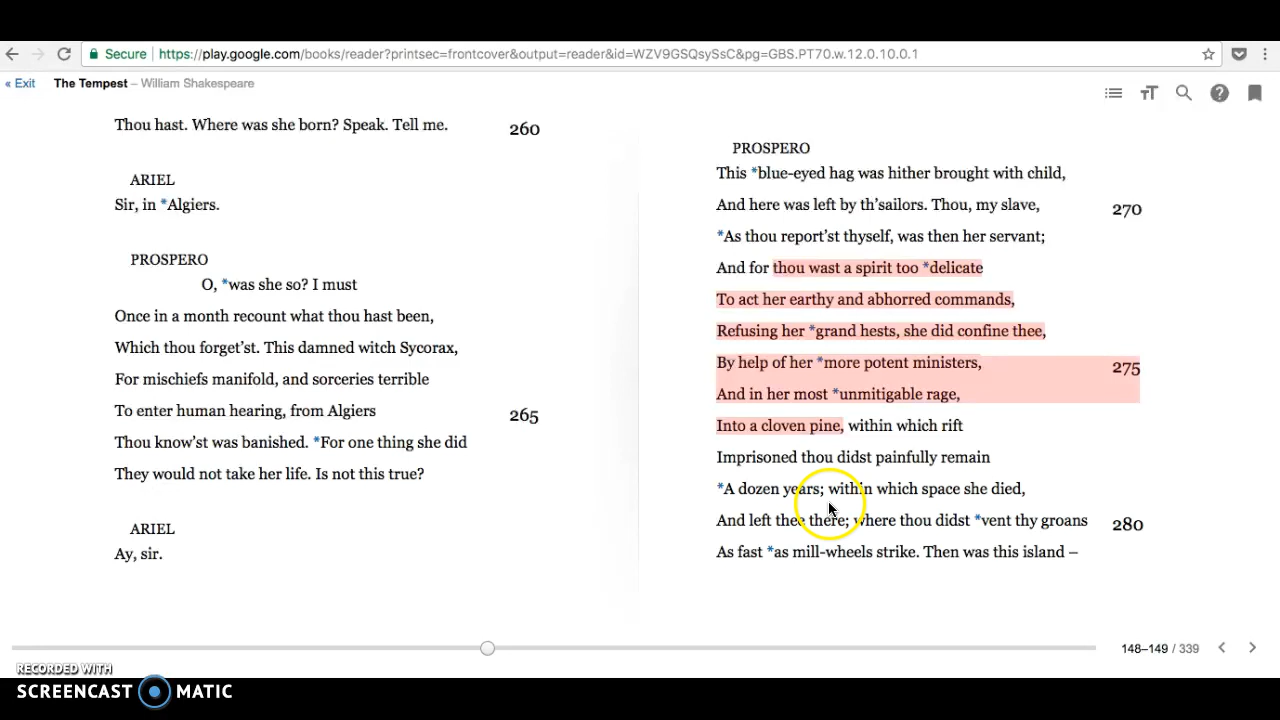 Secure https://play.google.com/books/reader?printsec=frontcover&output=reader&id=WZV9GSQsySsC&pg=GBS.PT70.w.12.0.10.0.1
« Exit The Tempest – William Shakespeare
Thou hast. Where was she born? Speak. Tell me. 260
ARIEL
Sir, in *Algiers.
PROSPERO
O, *was she so? I must
Once in a month recount what thou hast been,
Which thou forget’st. This damned witch Sycorax,
For mischiefs manifold, and sorceries terrible
To enter human hearing, from Algiers 265
Thou know’st was banished. *For one thing she did
They would not take her life. Is not this true?
ARIEL
Ay, sir.
PROSPERO
This *blue-eyed hag was hither brought with child,
And here was left by th’sailors. Thou, my slave, 270
*As thou report’st thyself, was then her servant;
And for thou wast a spirit too *delicate
To act her earthy and abhorred commands,
Refusing her *grand hests, she did confine thee,
By help of her *more potent ministers, 275
And in her most *unmitigable rage,
Into a cloven pine, within which rift
Imprisoned thou didst painfully remain
*A dozen years; within which space she died,
And left thee there; where thou didst *vent thy groans 280
As fast *as mill-wheels strike. Then was this island –
148–149 / 339
RECORDED WITH
SCREENCAST MATIC